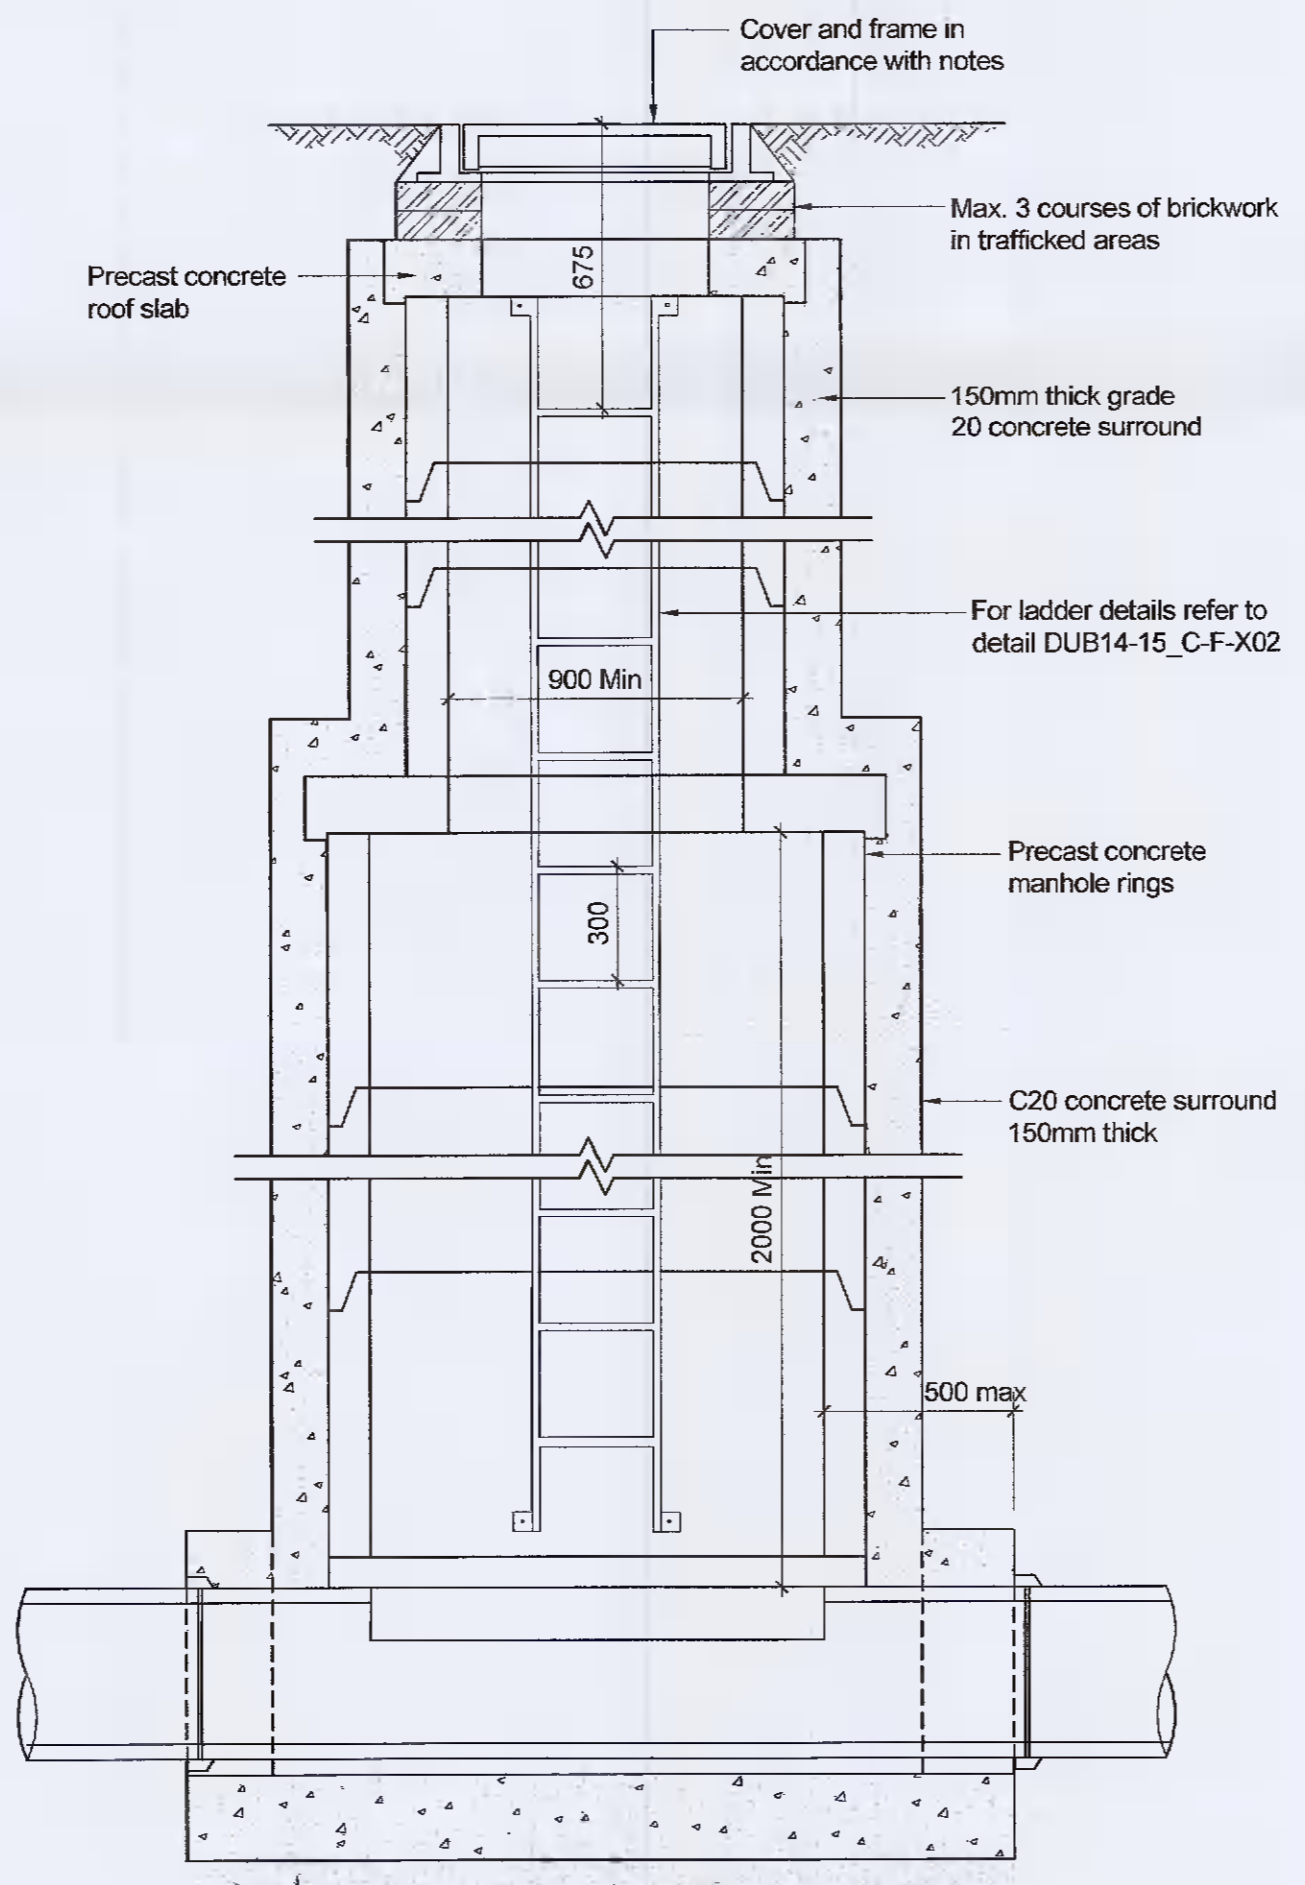 Cover and frame in
accordance with notes
Max. 3 courses of brickwork
in trafficked areas
Precast concrete
roof slab
675
150mm thick grade
20 concrete surround
For ladder details refer to
detail DUB14-15_C-F-X02
900 Min
Precast concrete
manhole rings
300
C20 concrete surround
150mm thick
2000 Min
500 max